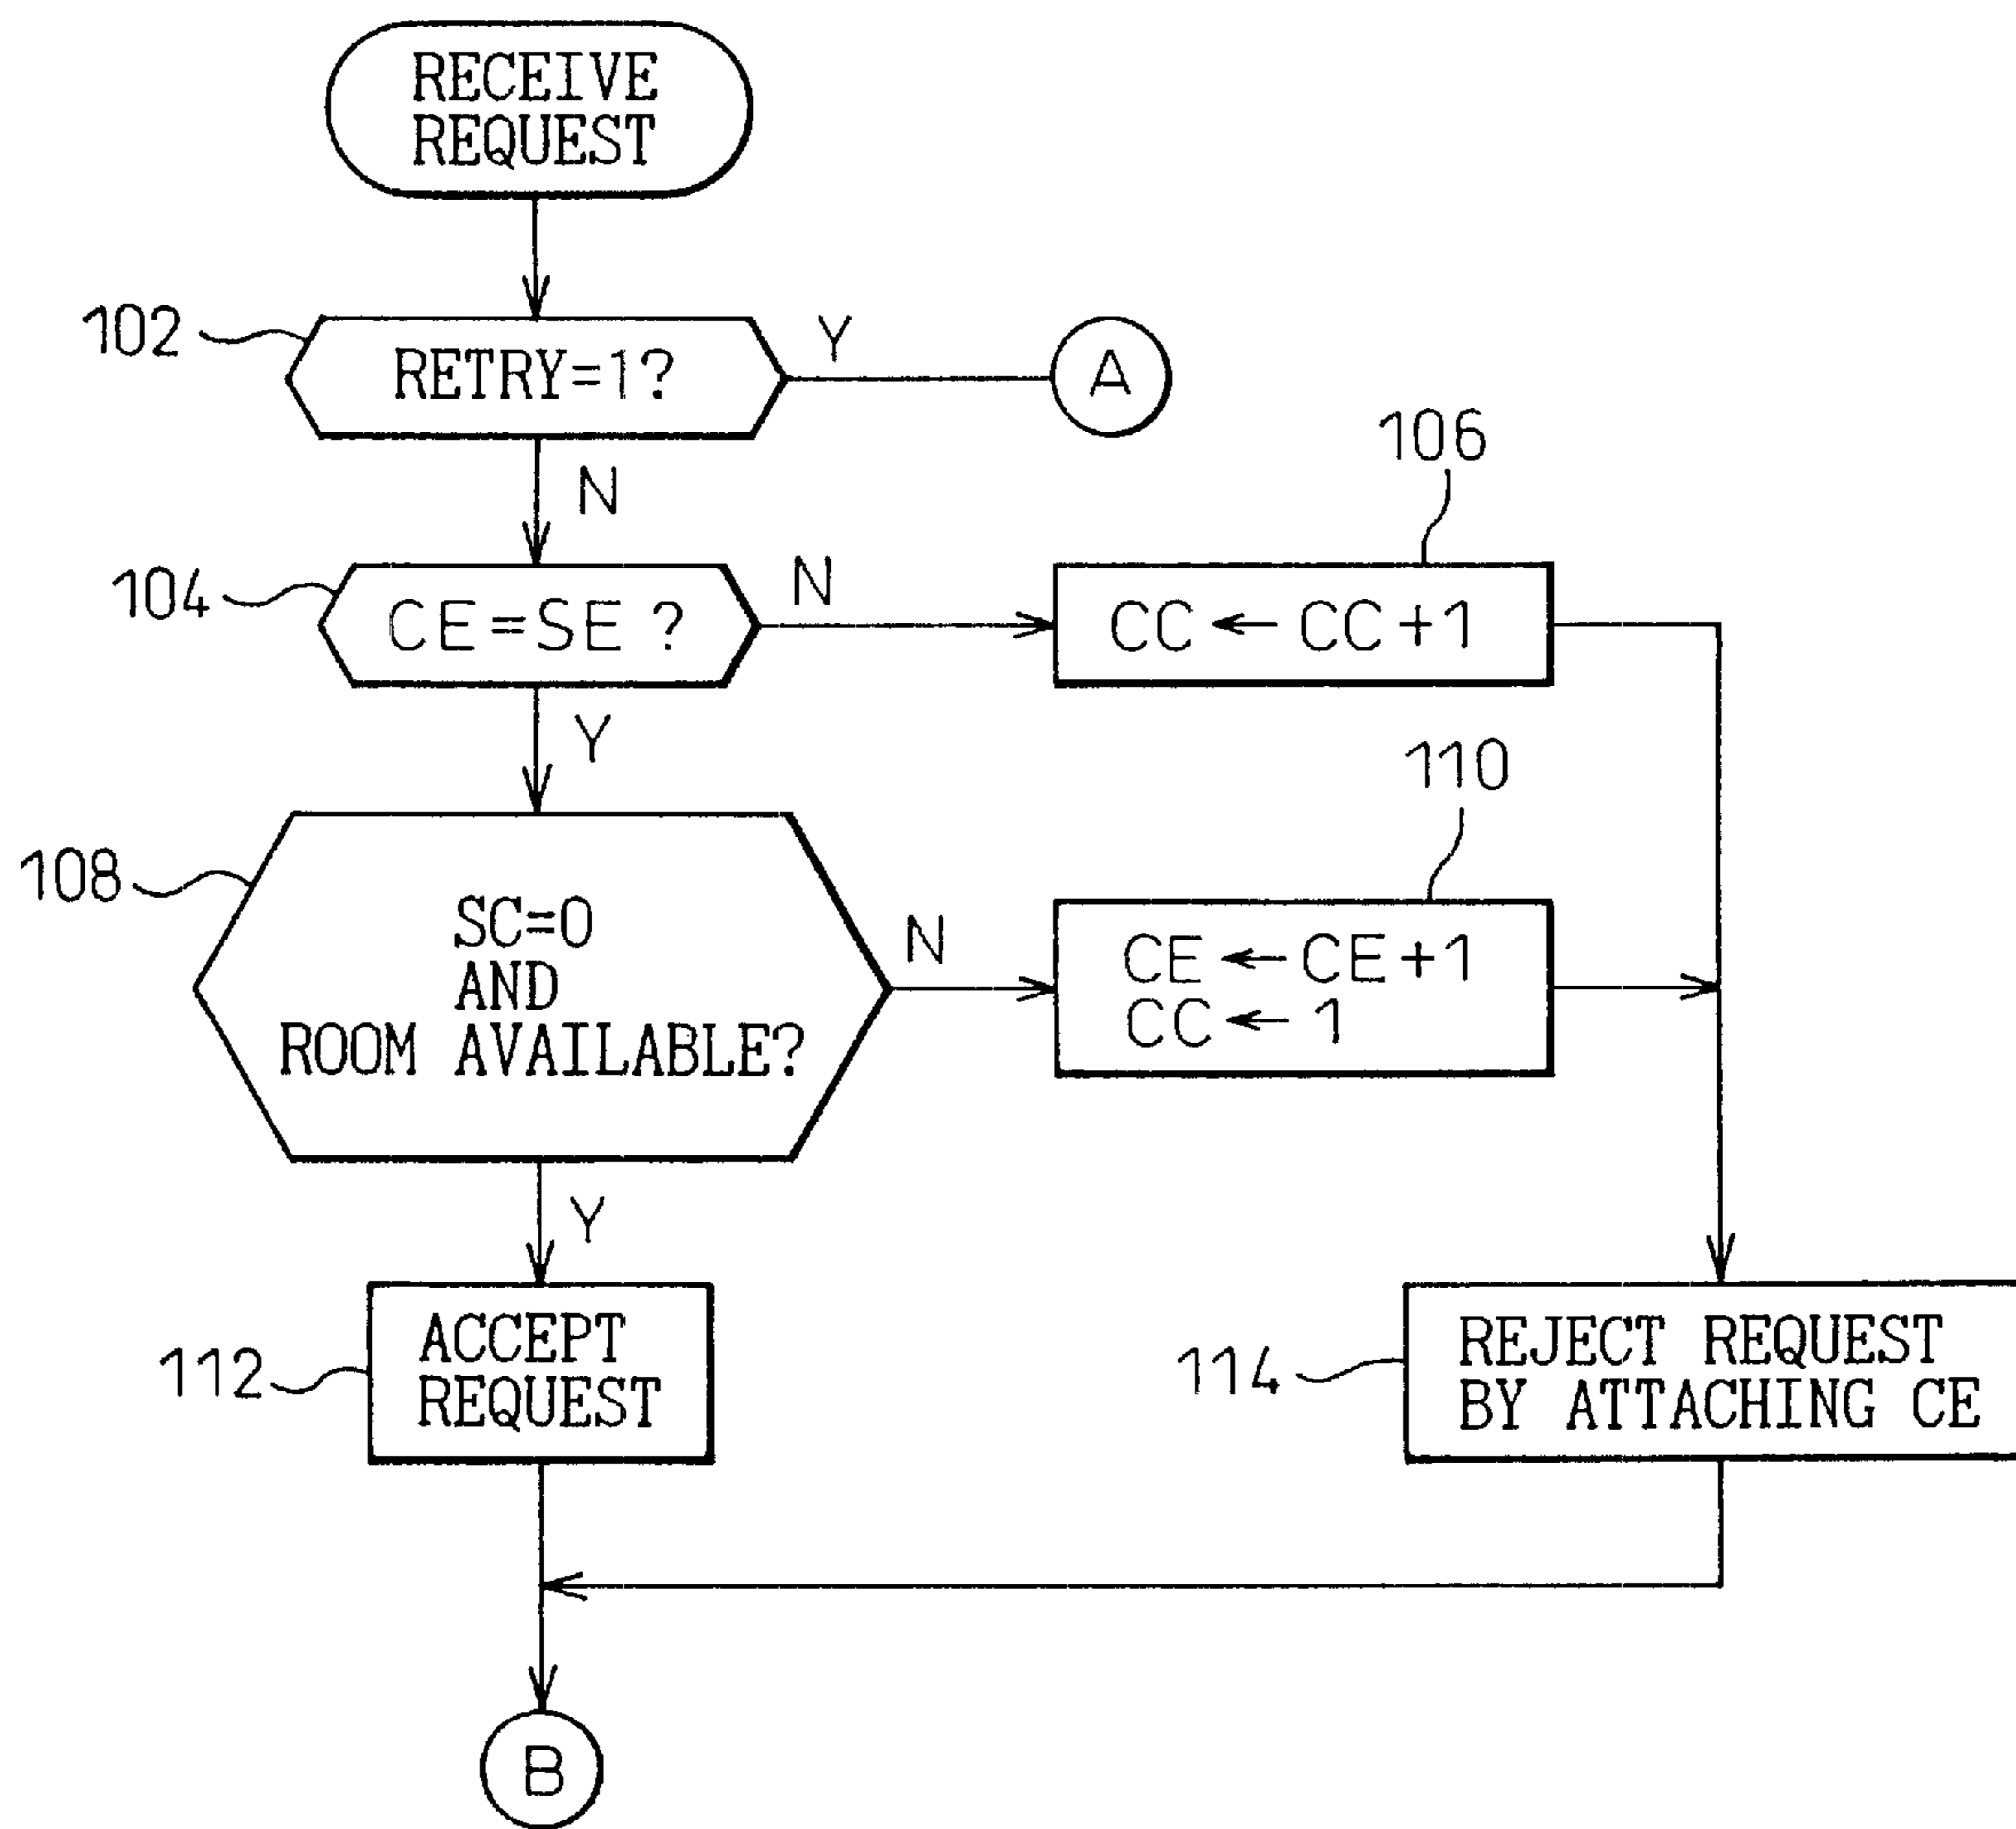 RECEIVE
REQUEST
102
RETRY=1?
Y
A
N
104
CE=SE?
N
106
CC ← CC+1
Y
108
SC=0
AND
ROOM AVAILABLE?
N
110
CE ← CE+1
CC ← 1
Y
112
ACCEPT
REQUEST
114
REJECT REQUEST
BY ATTACHING CE
B